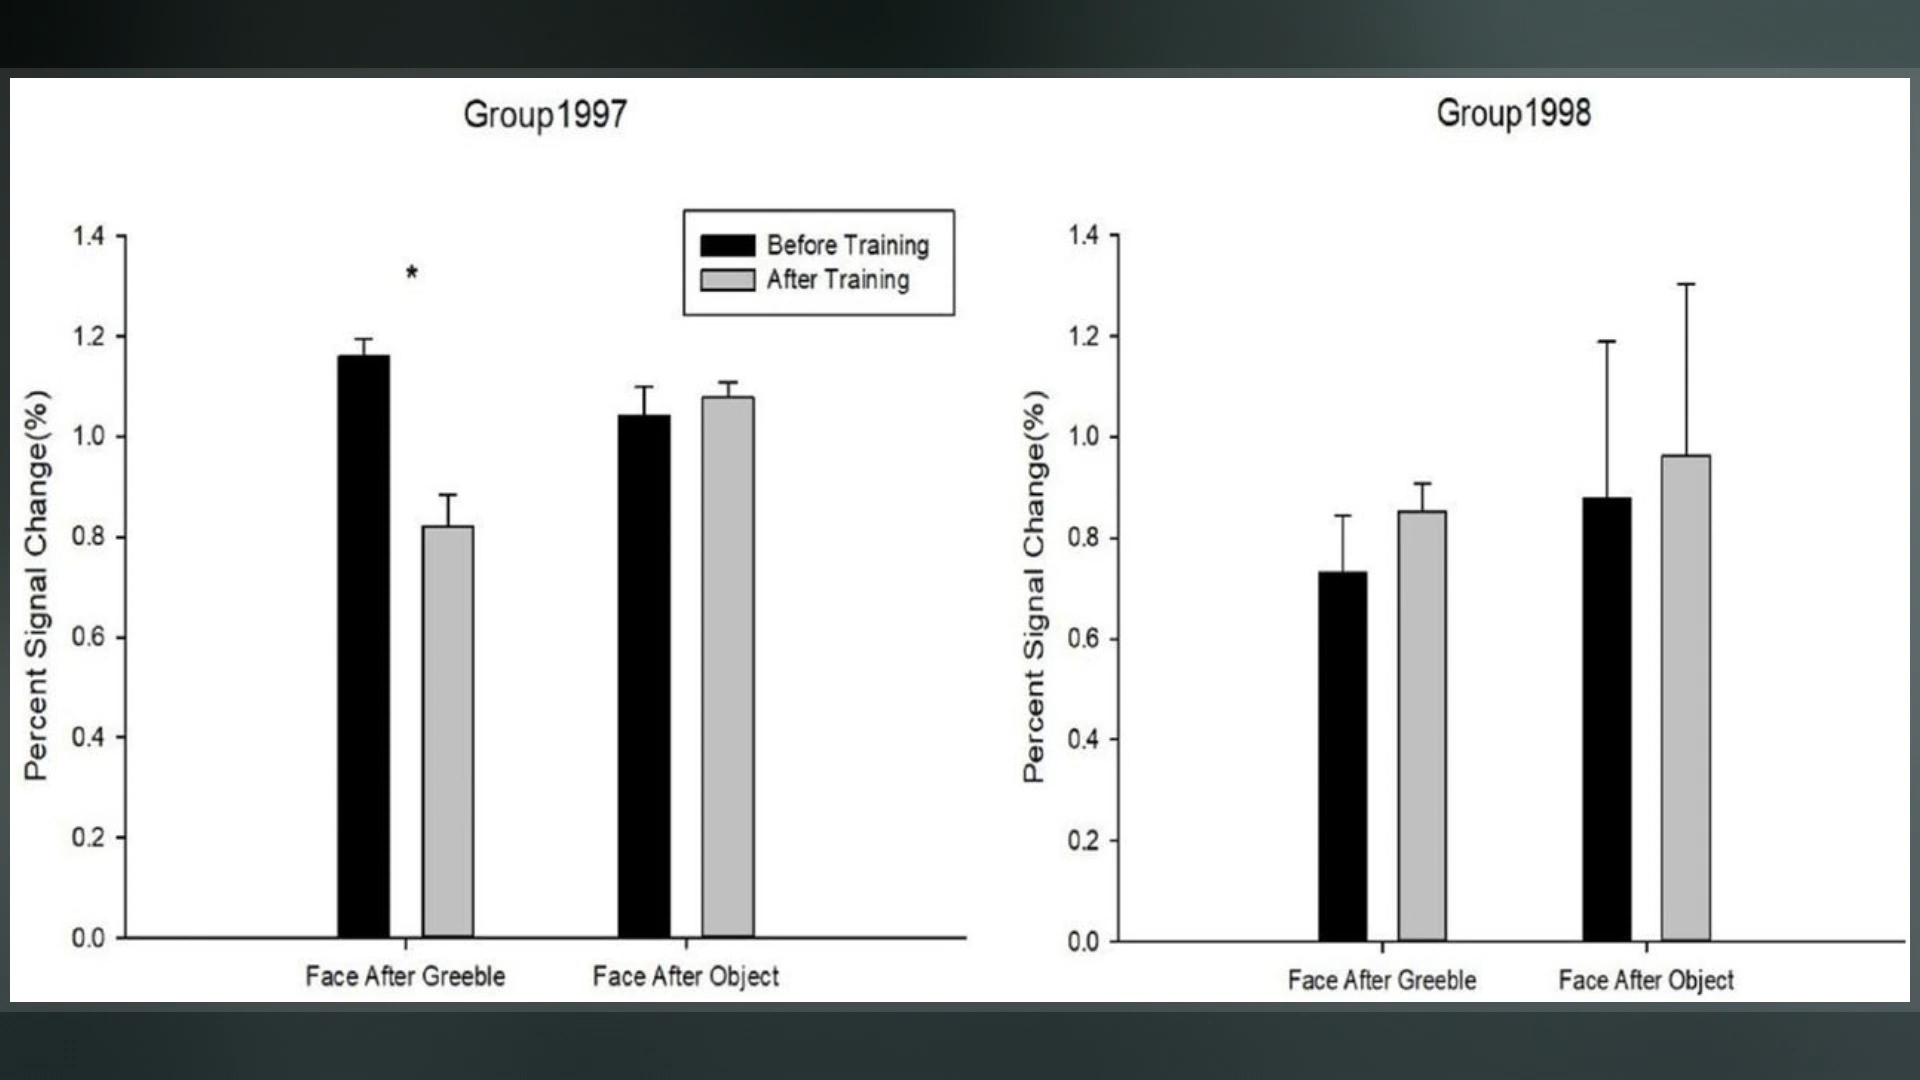 Group1997
*
Before Training
After Training
Percent Signal Change(%)
1.4
1.2
1.0
0.8
0.6
0.4
0.2
0.0
Face After Greeble
Face After Object
Group1998
Percent Signal Change(%)
1.4
1.2
1.0
0.8
0.6
0.4
0.2
0.0
Face After Greeble
Face After Object